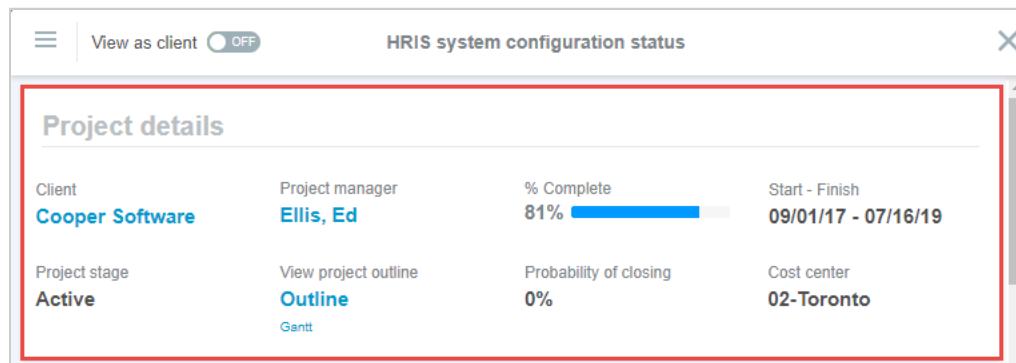 View as client OFF HRIS system configuration status
Project details
Client Project manager % Complete Start - Finish
Cooper Software Ellis, Ed 81% 09/01/17 - 07/16/19
Project stage View project outline Probability of closing Cost center
Active Outline 0% 02-Toronto
Gantt